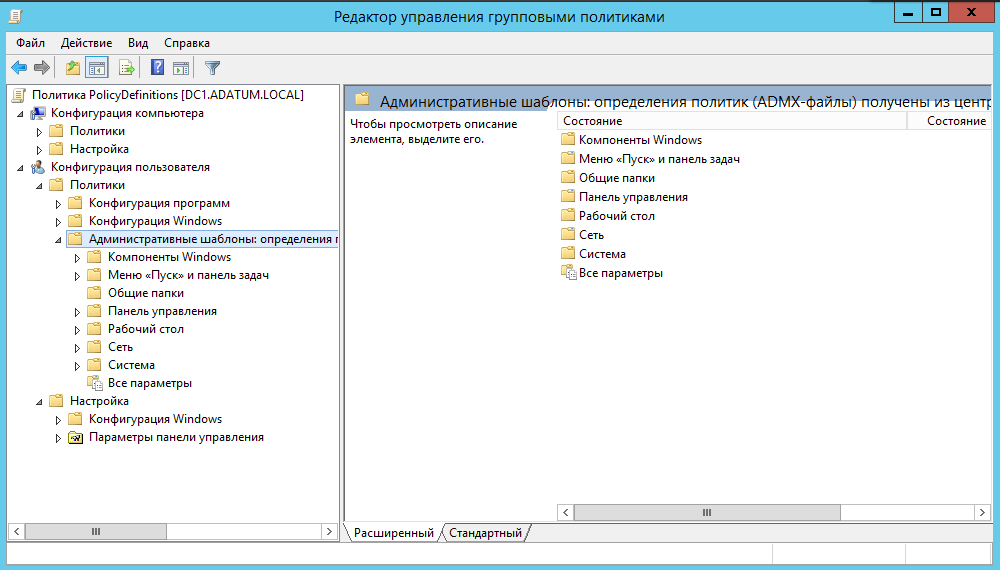 Редактор управления групповыми политиками
Файл Действие Вид Справка
Политика PolicyDefinitions [DC1.ADATUM.LOCAL]
Конфигурация компьютера
Политики
Настройка
Конфигурация пользователя
Политики
Конфигурация программ
Конфигурация Windows
Административные шаблоны: определения п
Компоненты Windows
Меню «Пуск» и панель задач
Общие папки
Панель управления
Рабочий стол
Сеть
Система
Все параметры
Настройка
Конфигурация Windows
Параметры панели управления
Административные шаблоны: определения политик (ADMX-файлы) получены из центр
Чтобы просмотреть описание
элемента, выделите его.
Состояние Состояние
Компоненты Windows
Меню «Пуск» и панель задач
Общие папки
Панель управления
Рабочий стол
Сеть
Система
Все параметры
Расширенный Стандартный